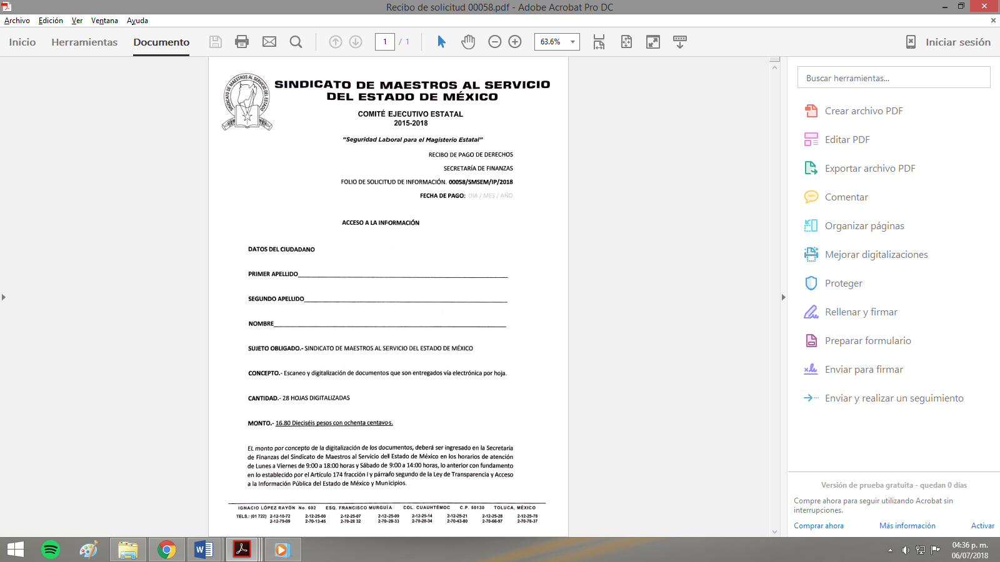 Recibo de solicitud 00058.pdf - Adobe Acrobat Pro DC
Archivo Edición Ver Ventana Ayuda
Inicio Herramientas Documento 1 / 1 63.6% Iniciar sesión
SINDICATO DE MAESTROS AL SERVICIO DEL ESTADO
SINDICATO DE MAESTROS AL SERVICIO
DEL ESTADO DE MÉXICO
COMITÉ EJECUTIVO ESTATAL
2015-2018
"Seguridad Laboral para el Magisterio Estatal"
RECIBO DE PAGO DE DERECHOS
SECRETARÍA DE FINANZAS
FOLIO DE SOLICITUD DE INFORMACIÓN. 00058/SMSEM/IP/2018
FECHA DE PAGO: DIA / MES / AÑO
ACCESO A LA INFORMACIÓN
DATOS DEL CIUDADANO
PRIMER APELLIDO
SEGUNDO APELLIDO
NOMBRE
SUJETO OBLIGADO.- SINDICATO DE MAESTROS AL SERVICIO DEL ESTADO DE MÉXICO
CONCEPTO.- Escaneo y digitalización de documentos que son entregados vía electrónica por hoja.
CANTIDAD.- 28 HOJAS DIGITALIZADAS
MONTO.- 16.80 Dieciséis pesos con ochenta centavos.
EL monto por concepto de la digitalización de los documentos, deberá ser ingresado en la Secretaría
de Finanzas del Sindicato de Maestros al Servicio del Estado de México en los horarios de atención
de Lunes a Viernes de 9:00 a 18:00 horas y Sábado de 9:00 a 14:00 horas, lo anterior con fundamento
en lo establecido por el Artículo 174 fracción I y párrafo segundo de la Ley de Transparencia y Acceso
a la Información Pública del Estado de México y Municipios.
IGNACIO LÓPEZ RAYÓN No. 602 ESQ. FRANCISCO MURGUÍA COL. CUAUHTÉMOC C.P. 50130 TOLUCA, MÉXICO
TELS.: (01 722) 2-12-10-72 2-12-25-00 2-12-25-07 2-12-25-09 2-12-25-14 2-12-25-21 2-12-25-28 2-12-25-78
2-12-79-09 2-70-13-45 2-70-28 32 2-70-28-33 2-70-28-34 2-70-43-80 2-70-66-97 2-70-78-37
Buscar herramientas...
Crear archivo PDF
Editar PDF
Exportar archivo PDF
Comentar
Organizar páginas
Mejorar digitalizaciones
Proteger
Rellenar y firmar
Preparar formulario
Enviar para firmar
Enviar y realizar un seguimiento
Versión de prueba gratuita - quedan 0 días
Compre ahora para seguir utilizando Acrobat sin
interrupciones.
Comprar ahora Más información Activar
04:36 p. m.
06/07/2018